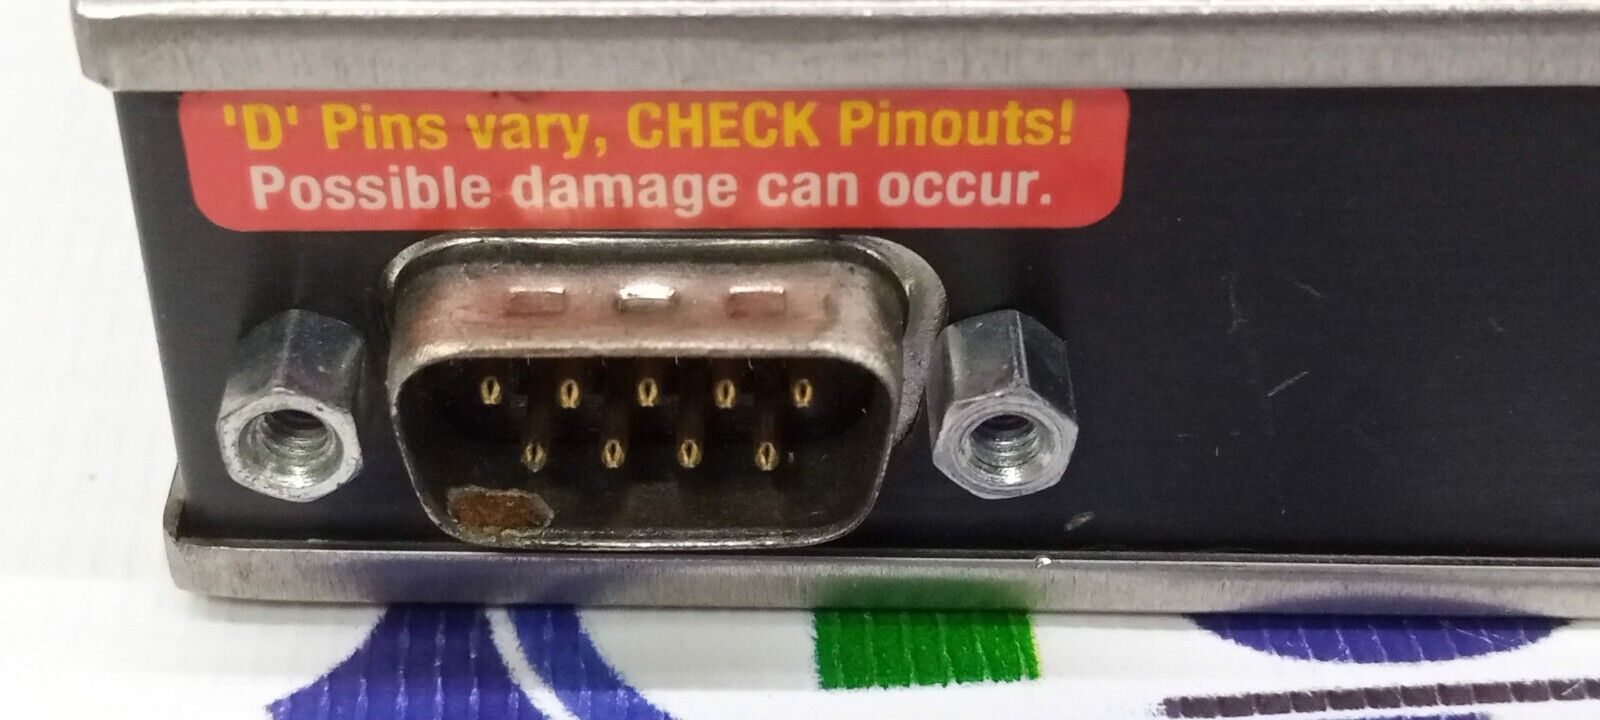 'D' Pins vary, CHECK Pinouts!
Possible damage can occur.